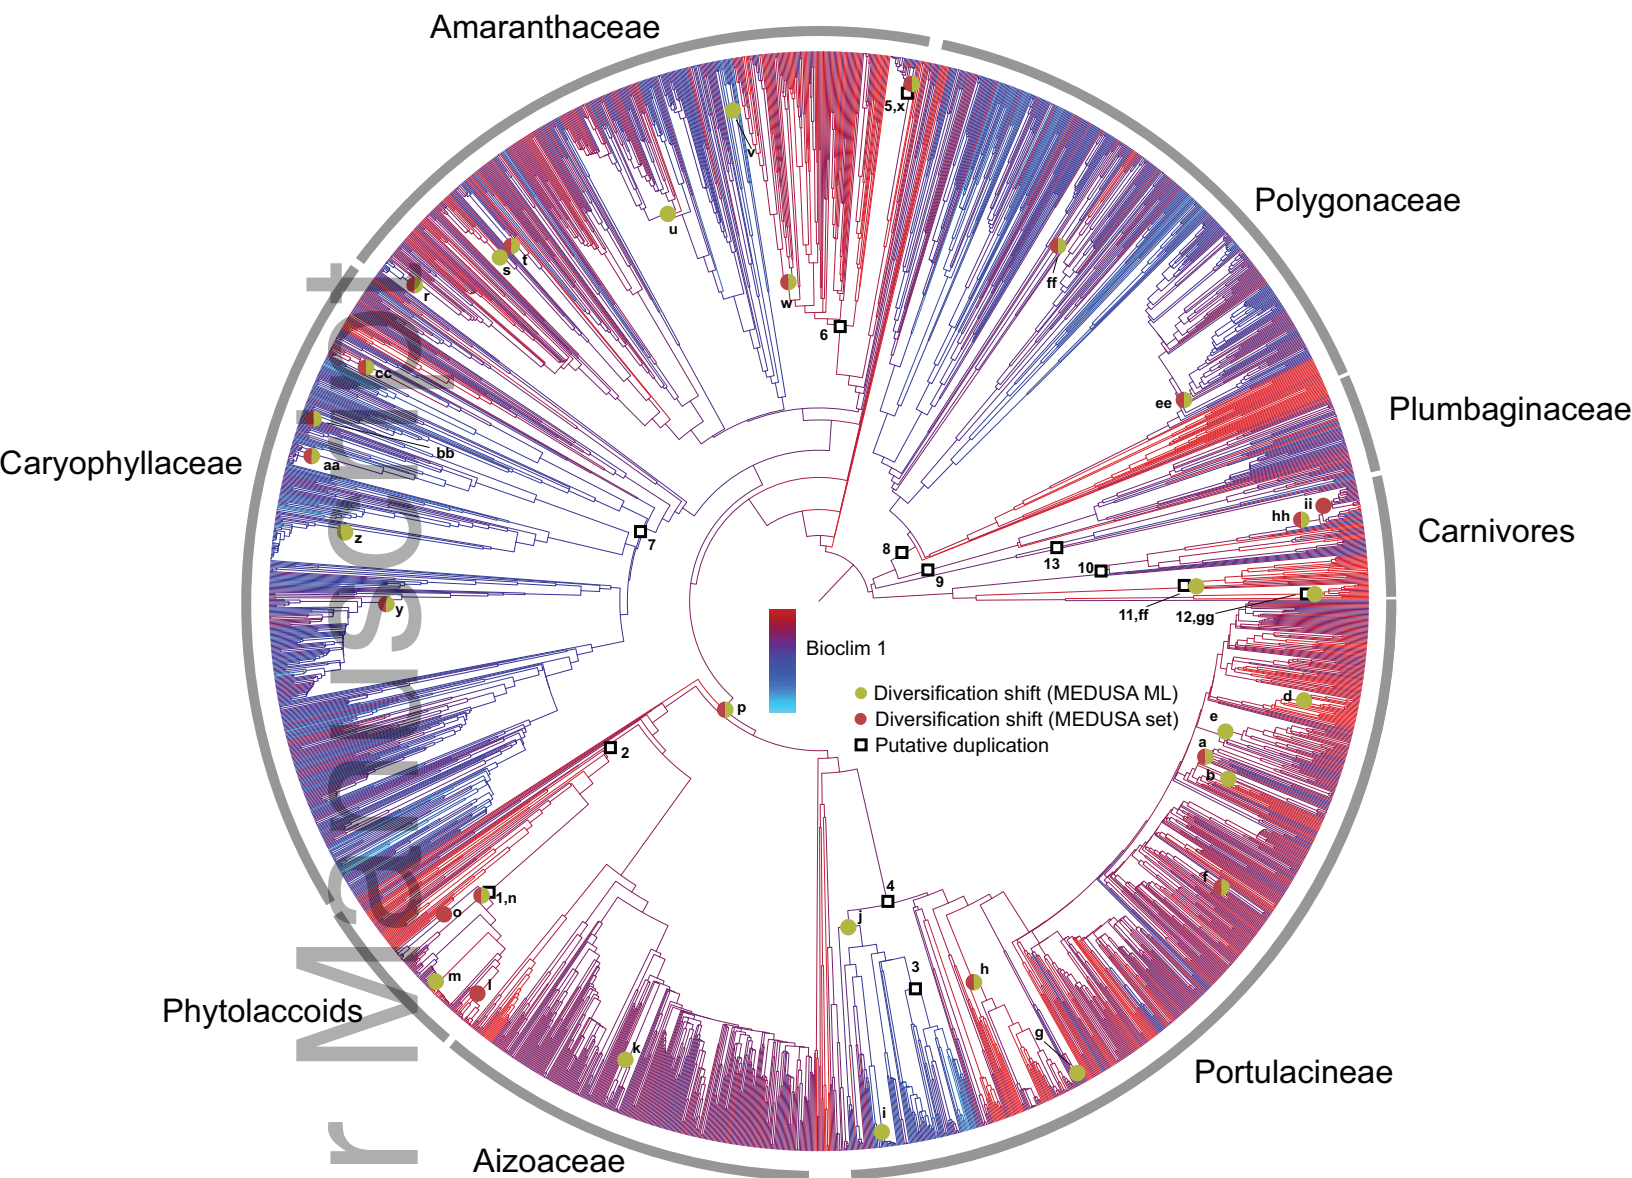 Amaranthaceae
Polygonaceae
Plumbaginaceae
Carnivores
Caryophyllaceae
Phytolaccoids
Aizoaceae
Portulacineae
r Manuscript
5,x
v
u
t
s
r
w
6
ff
ee
cc
bb
aa
z
7
y
8
9
13
10
ii
hh
11,ff
12,gg
Bioclim 1
Diversification shift (MEDUSA ML)
Diversification shift (MEDUSA set)
Putative duplication
p
2
d
e
a
b
f
4
j
3
h
g
i
1,n
o
m
l
k